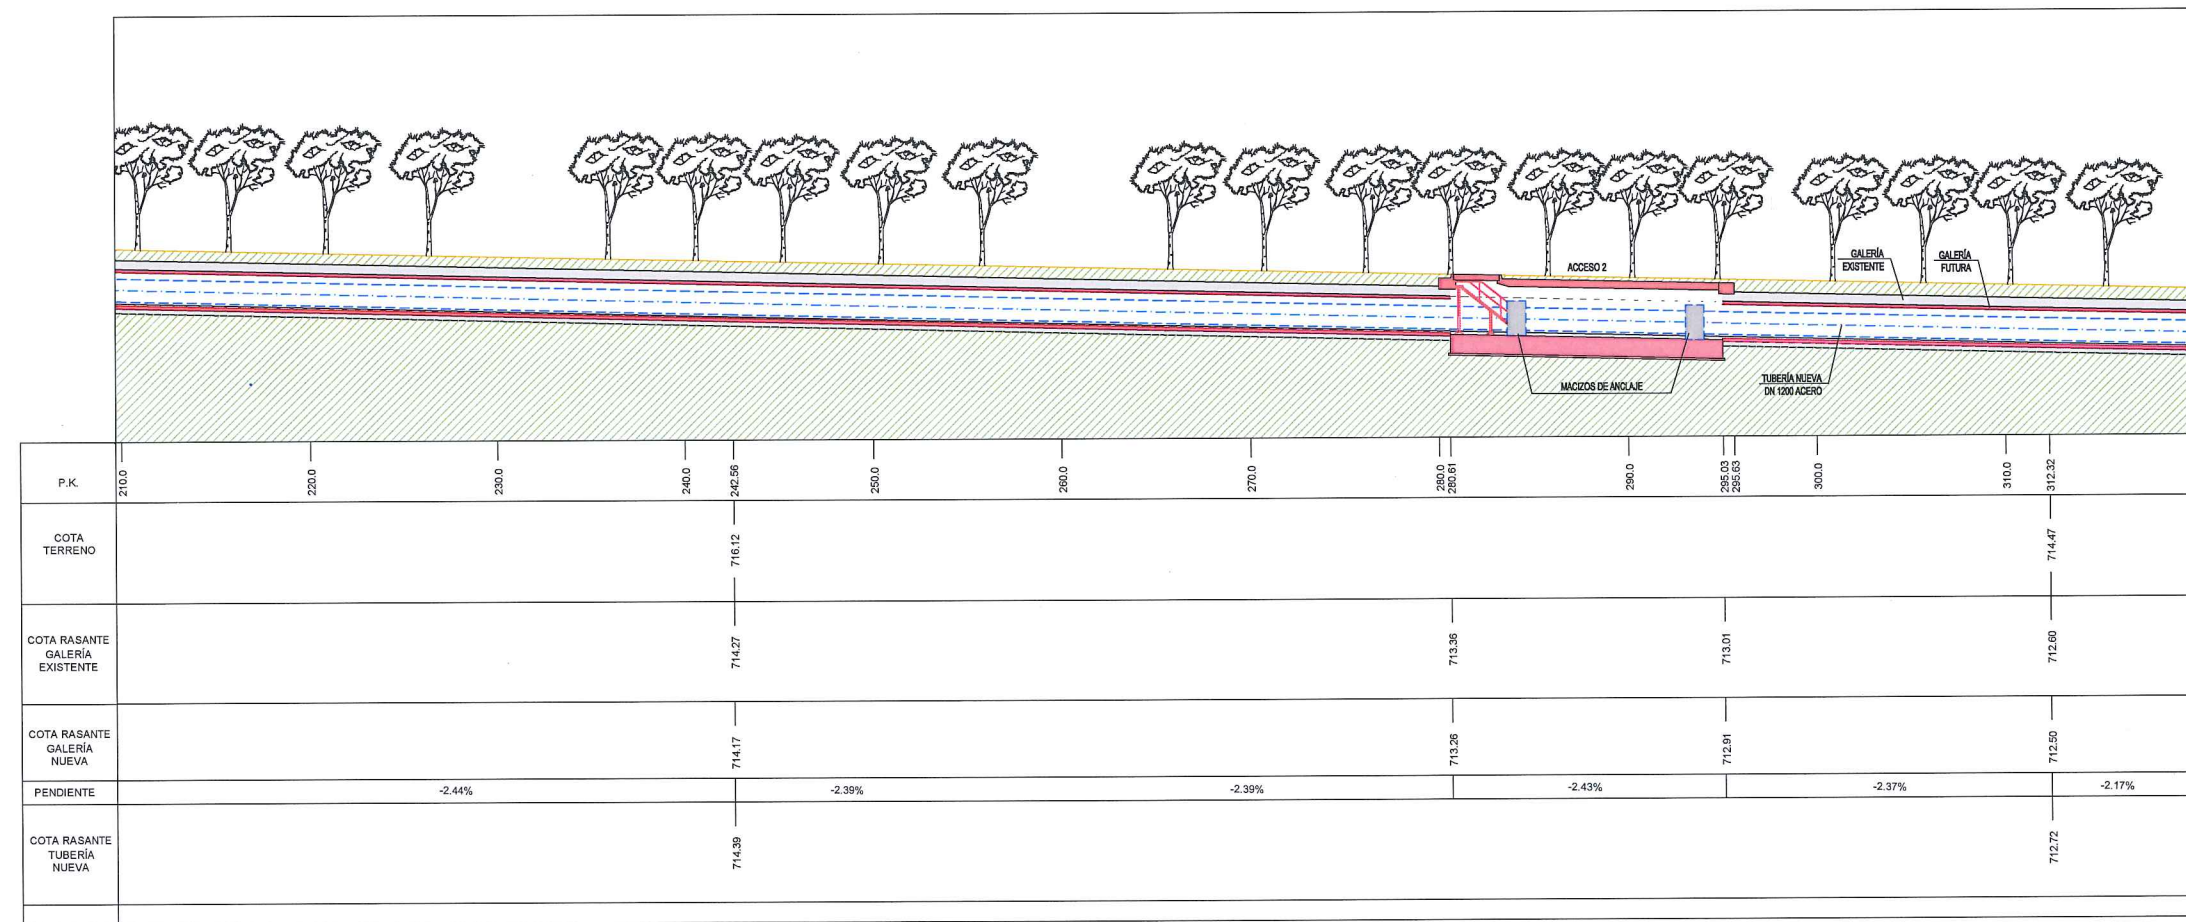 ACCESO 2
GALERÍA
EXISTENTE
GALERÍA
FUTURA
MACIZOS DE ANCLAJE
TUBERÍA NUEVA
DN 1200 ACERO
P.K.
210.0
220.0
230.0
240.0
242.56
250.0
260.0
270.0
280.0
280.61
290.0
295.03
295.63
300.0
310.0
312.32
COTA
TERRENO
716.12
714.47
COTA RASANTE
GALERÍA
EXISTENTE
714.27
713.36
713.01
712.60
COTA RASANTE
GALERÍA
NUEVA
714.17
713.26
712.91
712.50
PENDIENTE
-2.44%
-2.39%
-2.39%
-2.43%
-2.37%
-2.17%
COTA RASANTE
TUBERÍA
NUEVA
714.39
712.72